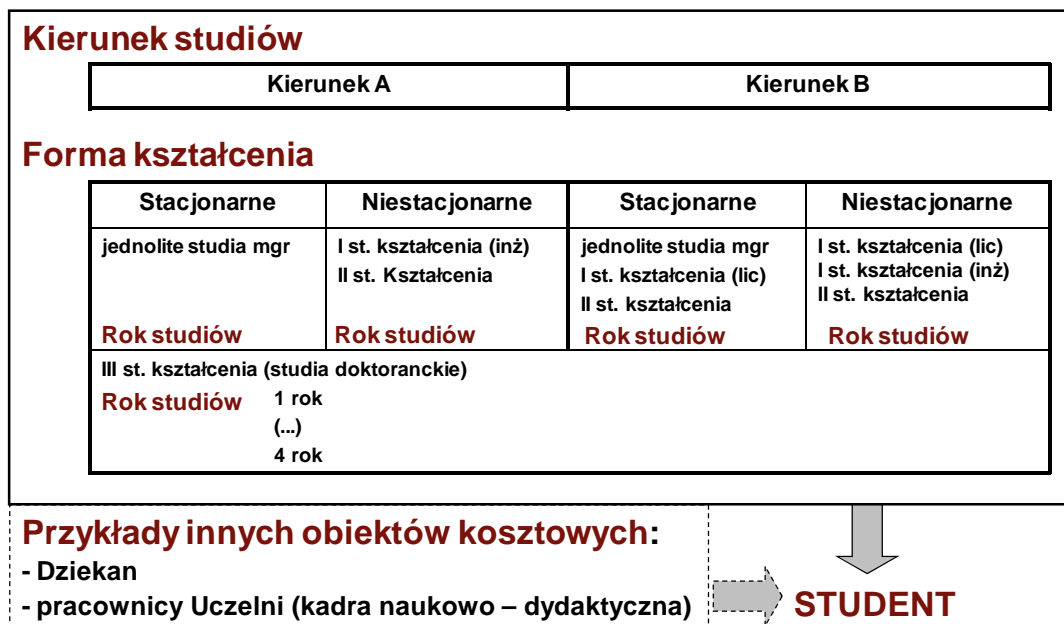 Kierunek studiów
Kierunek A Kierunek B
Forma kształcenia
Stacjonarne Niestacjonarne Stacjonarne Niestacjonarne
jednolite studia mgr
Rok studiów
I st. kształcenia (inż)
II st. Kształcenia
Rok studiów
jednolite studia mgr
I st. kształcenia (lic)
II st. kształcenia
Rok studiów
I st. kształcenia (lic)
I st. kształcenia (inż)
II st. kształcenia
Rok studiów
III st. kształcenia (studia doktoranckie)
Rok studiów 1 rok
(...)
4 rok
Przykłady innych obiektów kosztowych:
- Dziekan
- pracownicy Uczelni (kadra naukowo – dydaktyczna)
STUDENT